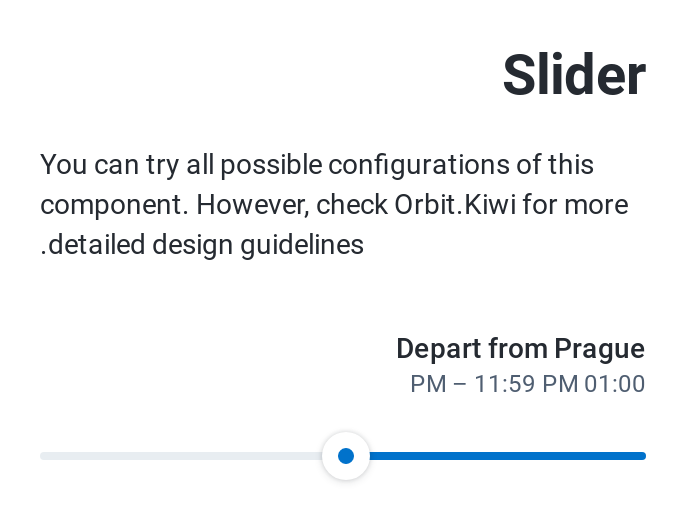 Slider
You can try all possible configurations of this
component. However, check Orbit.Kiwi for more
.detailed design guidelines
Depart from Prague
PM – 11:59 PM 01:00